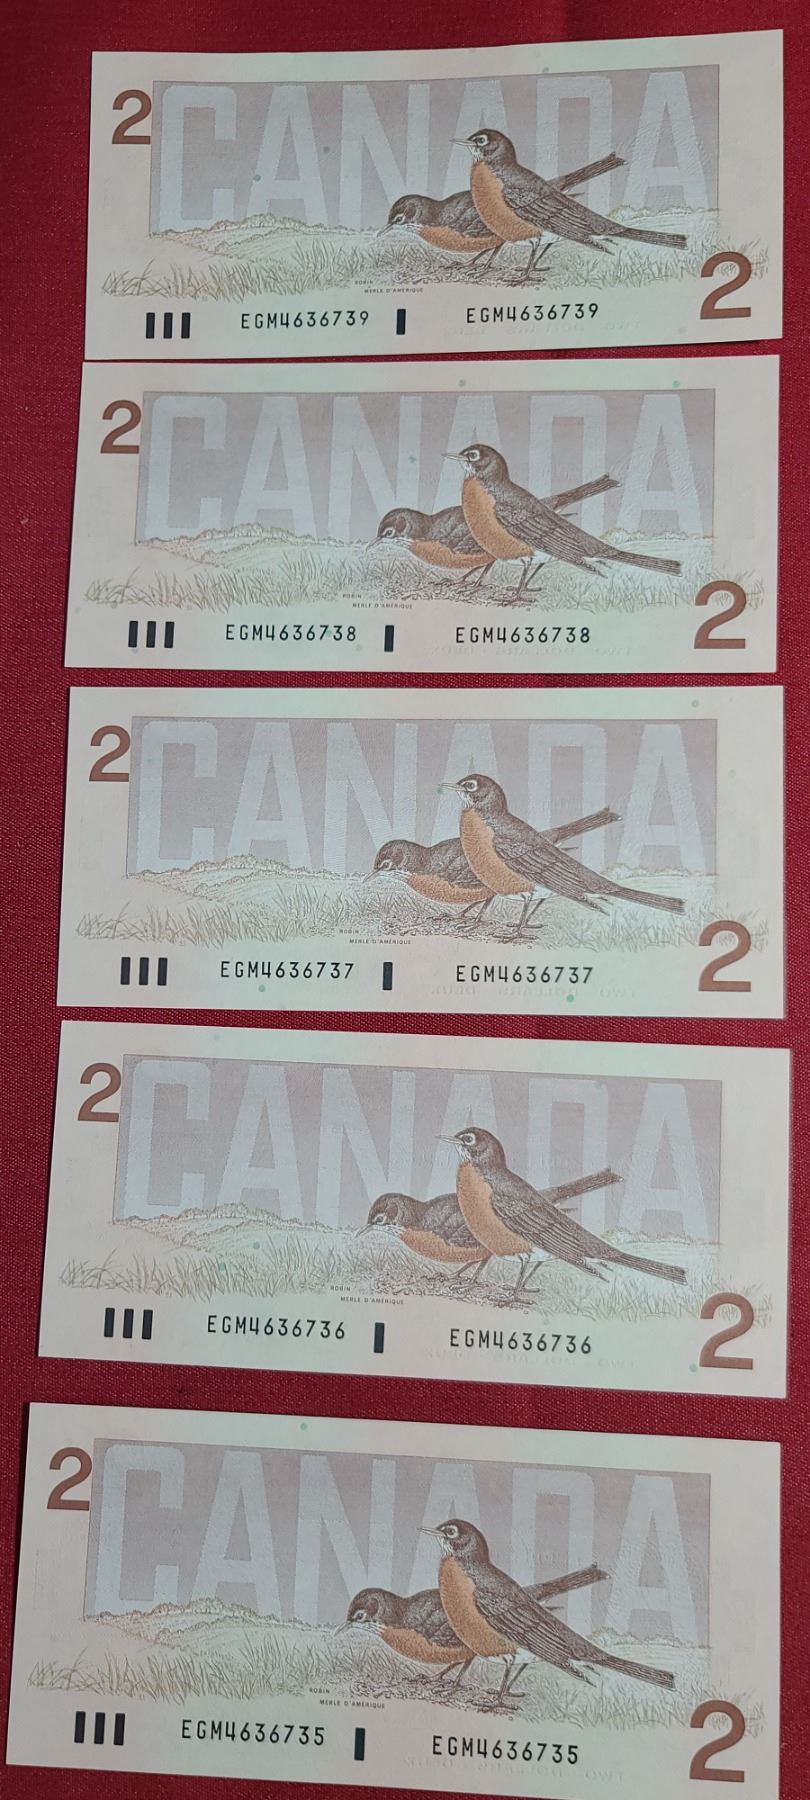 2 CANADA
ROBIN
MERLE D'AMÉRIQUE
2
EGM4636739 EGM4636739
2 CANADA
ROBIN
MERLE D'AMÉRIQUE
2
EGM4636738 EGM4636738
2 CANADA
ROBIN
MERLE D'AMÉRIQUE
2
EGM4636737 EGM4636737
2 CANADA
ROBIN
MERLE D'AMÉRIQUE
2
EGM4636736 EGM4636736
2 CANADA
ROBIN
MERLE D'AMÉRIQUE
2
EGM4636735 EGM4636735